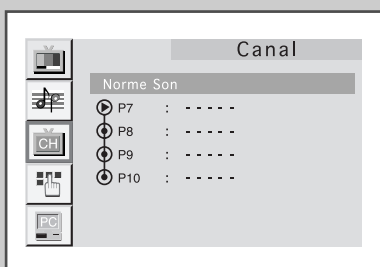 Canal
Norme Son
P7 : - - - - -
P8 : - - - - -
CH
P9 : - - - - -
P10 : - - - - -
PC